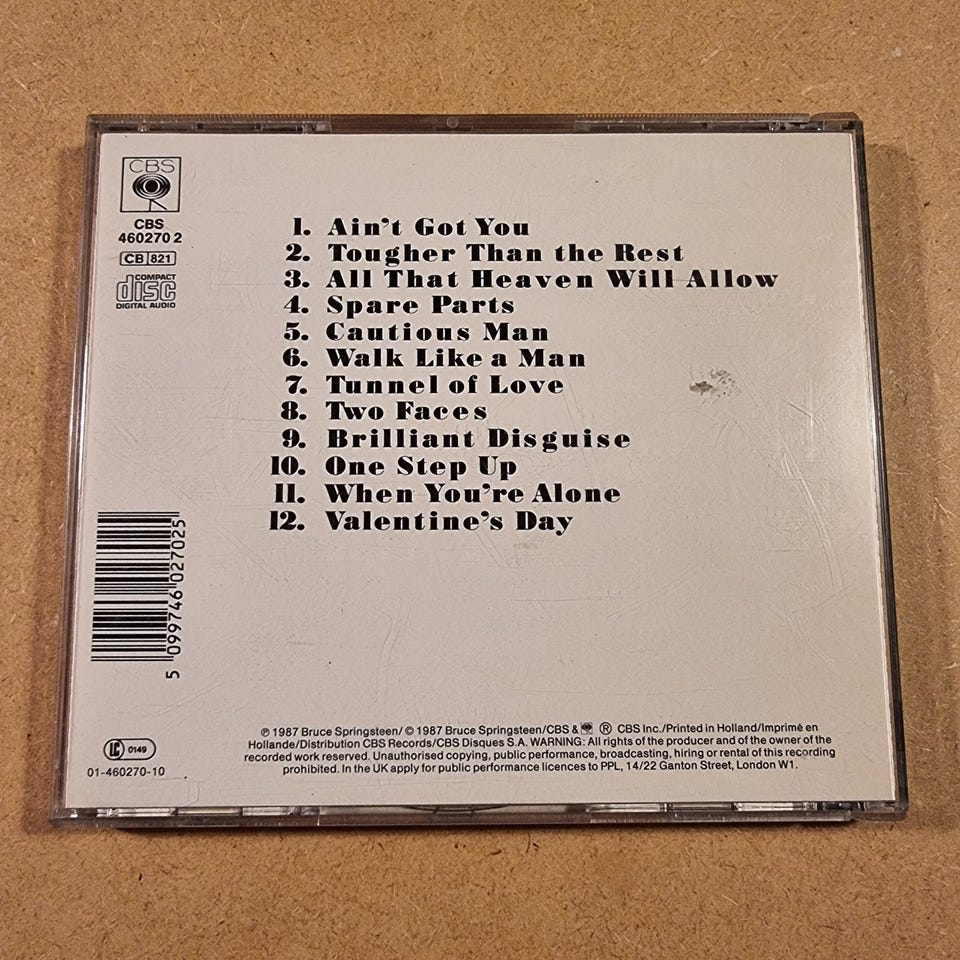 CBS
CBS
460270 2
CB 821
COMPACT
disc
DIGITAL AUDIO
1. Ain't Got You
2. Tougher Than the Rest
3. All That Heaven Will Allow
4. Spare Parts
5. Cautious Man
6. Walk Like a Man
7. Tunnel of Love
8. Two Faces
9. Brilliant Disguise
10. One Step Up
11. When You're Alone
12. Valentine's Day
5 099746 027025
LC 0149
01-460270-10
℗ 1987 Bruce Springsteen/ © 1987 Bruce Springsteen/CBS & ® CBS Inc./Printed in Holland/Imprimé en
Hollande/Distribution CBS Records/CBS Disques S.A. WARNING: All rights of the producer and of the owner of the
recorded work reserved. Unauthorised copying, public performance, broadcasting, hiring or rental of this recording
prohibited. In the UK apply for public performance licences to PPL, 14/22 Ganton Street, London W1.